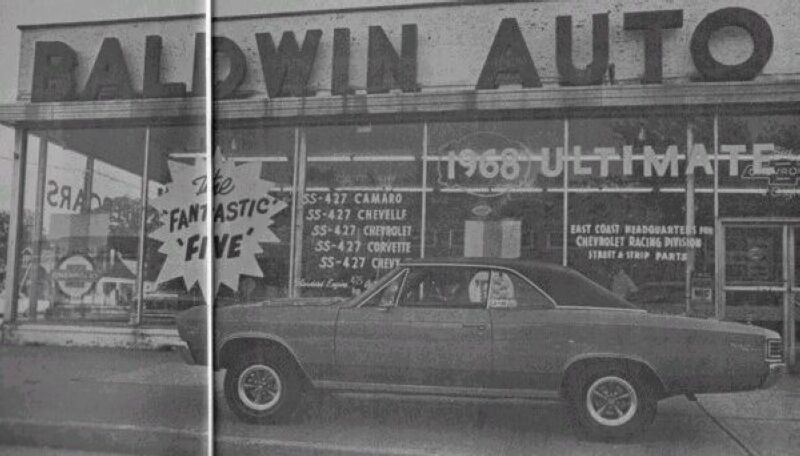 BALDWIN AUTO
1968 ULTIMATE
The
"FANTASTIC
'FIVE'
SS-427 CAMARO
SS-427 CHEVELLE
SS-427 CHEVROLET
SS-427 CORVETTE
SS-427 CHEVY
EAST COAST HEADQUARTERS FOR
CHEVROLET RACING DIVISION
STREET & STRIP PARTS
CARS